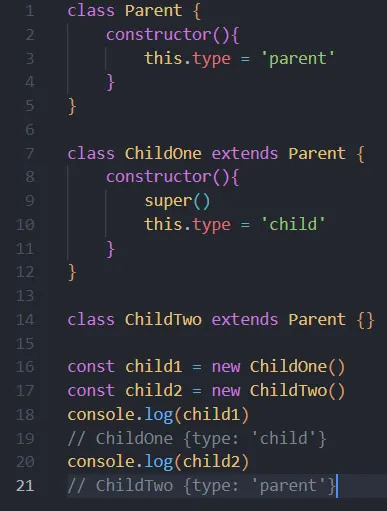 1 class Parent {
2     constructor(){
3         this.type = 'parent'
4     }
5 }
6
7 class ChildOne extends Parent {
8     constructor(){
9         super()
10         this.type = 'child'
11     }
12 }
13
14 class ChildTwo extends Parent {}
15
16 const child1 = new ChildOne()
17 const child2 = new ChildTwo()
18 console.log(child1)
19 // ChildOne {type: 'child'}
20 console.log(child2)
21 // ChildTwo {type: 'parent'}